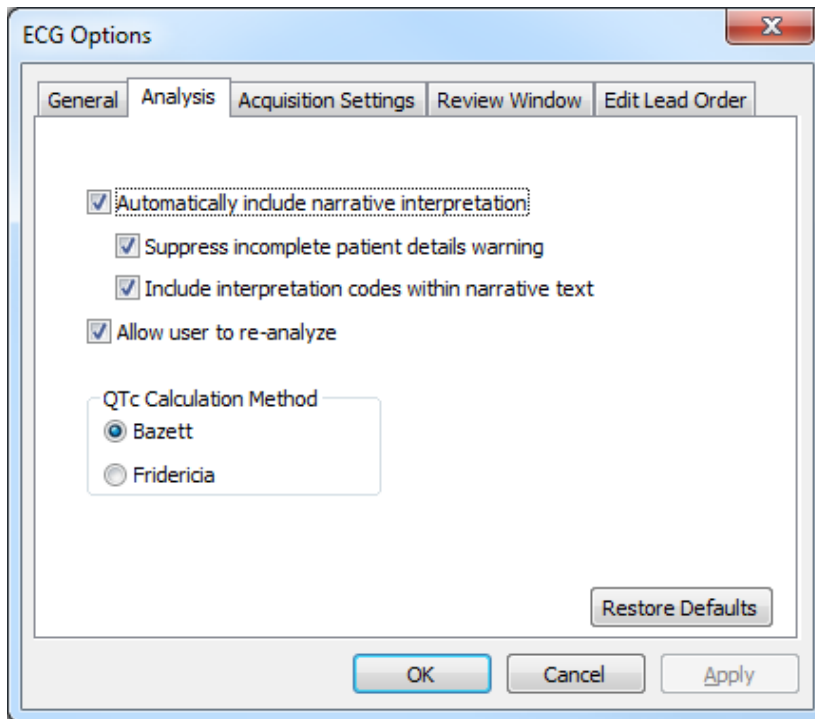 ECG Options
General
Analysis
Acquisition Settings
Review Window
Edit Lead Order
Automatically include narrative interpretation
Suppress incomplete patient details warning
Include interpretation codes within narrative text
Allow user to re-analyze
QTc Calculation Method
Bazett
Fridericia
Restore Defaults
OK
Cancel
Apply